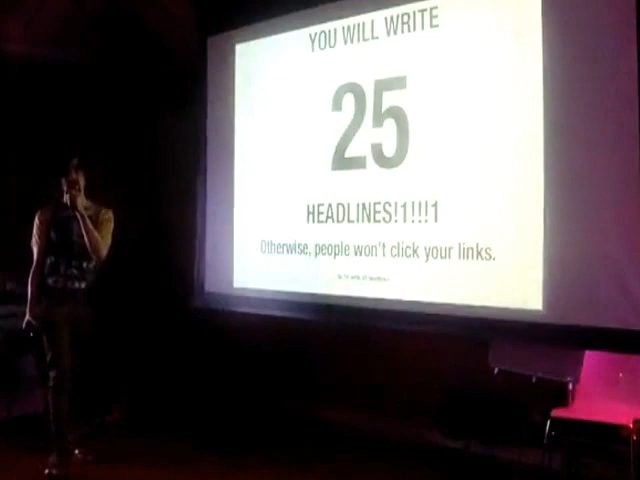 YOU WILL WRITE
25
HEADLINES!1!!!1
Otherwise, people won't click your links.